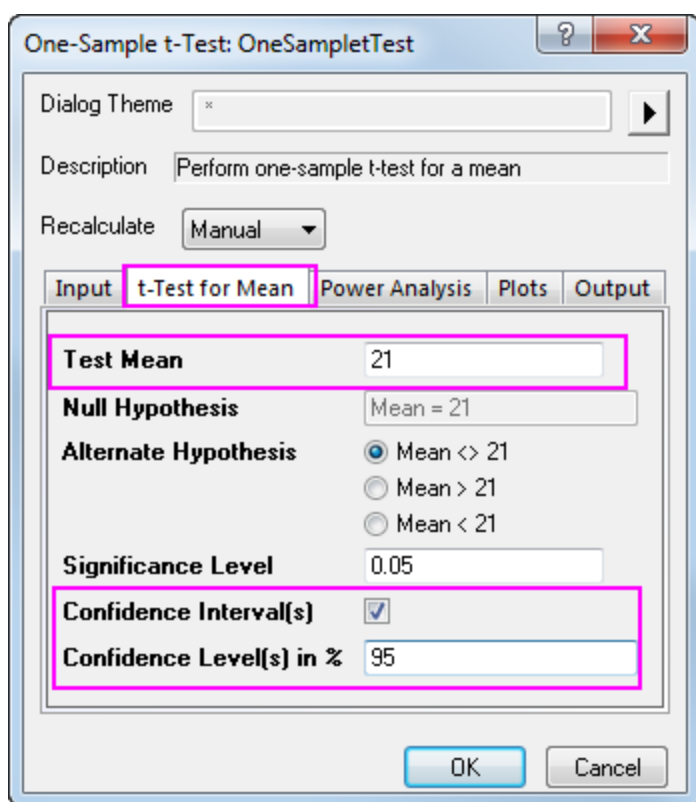 One-Sample t-Test: OneSampletTest
Dialog Theme *
Description Perform one-sample t-test for a mean
Recalculate Manual
Input t-Test for Mean Power Analysis Plots Output
Test Mean 21
Null Hypothesis Mean = 21
Alternate Hypothesis Mean <> 21
Mean > 21
Mean < 21
Significance Level 0.05
Confidence Interval(s)
Confidence Level(s) in % 95
OK Cancel